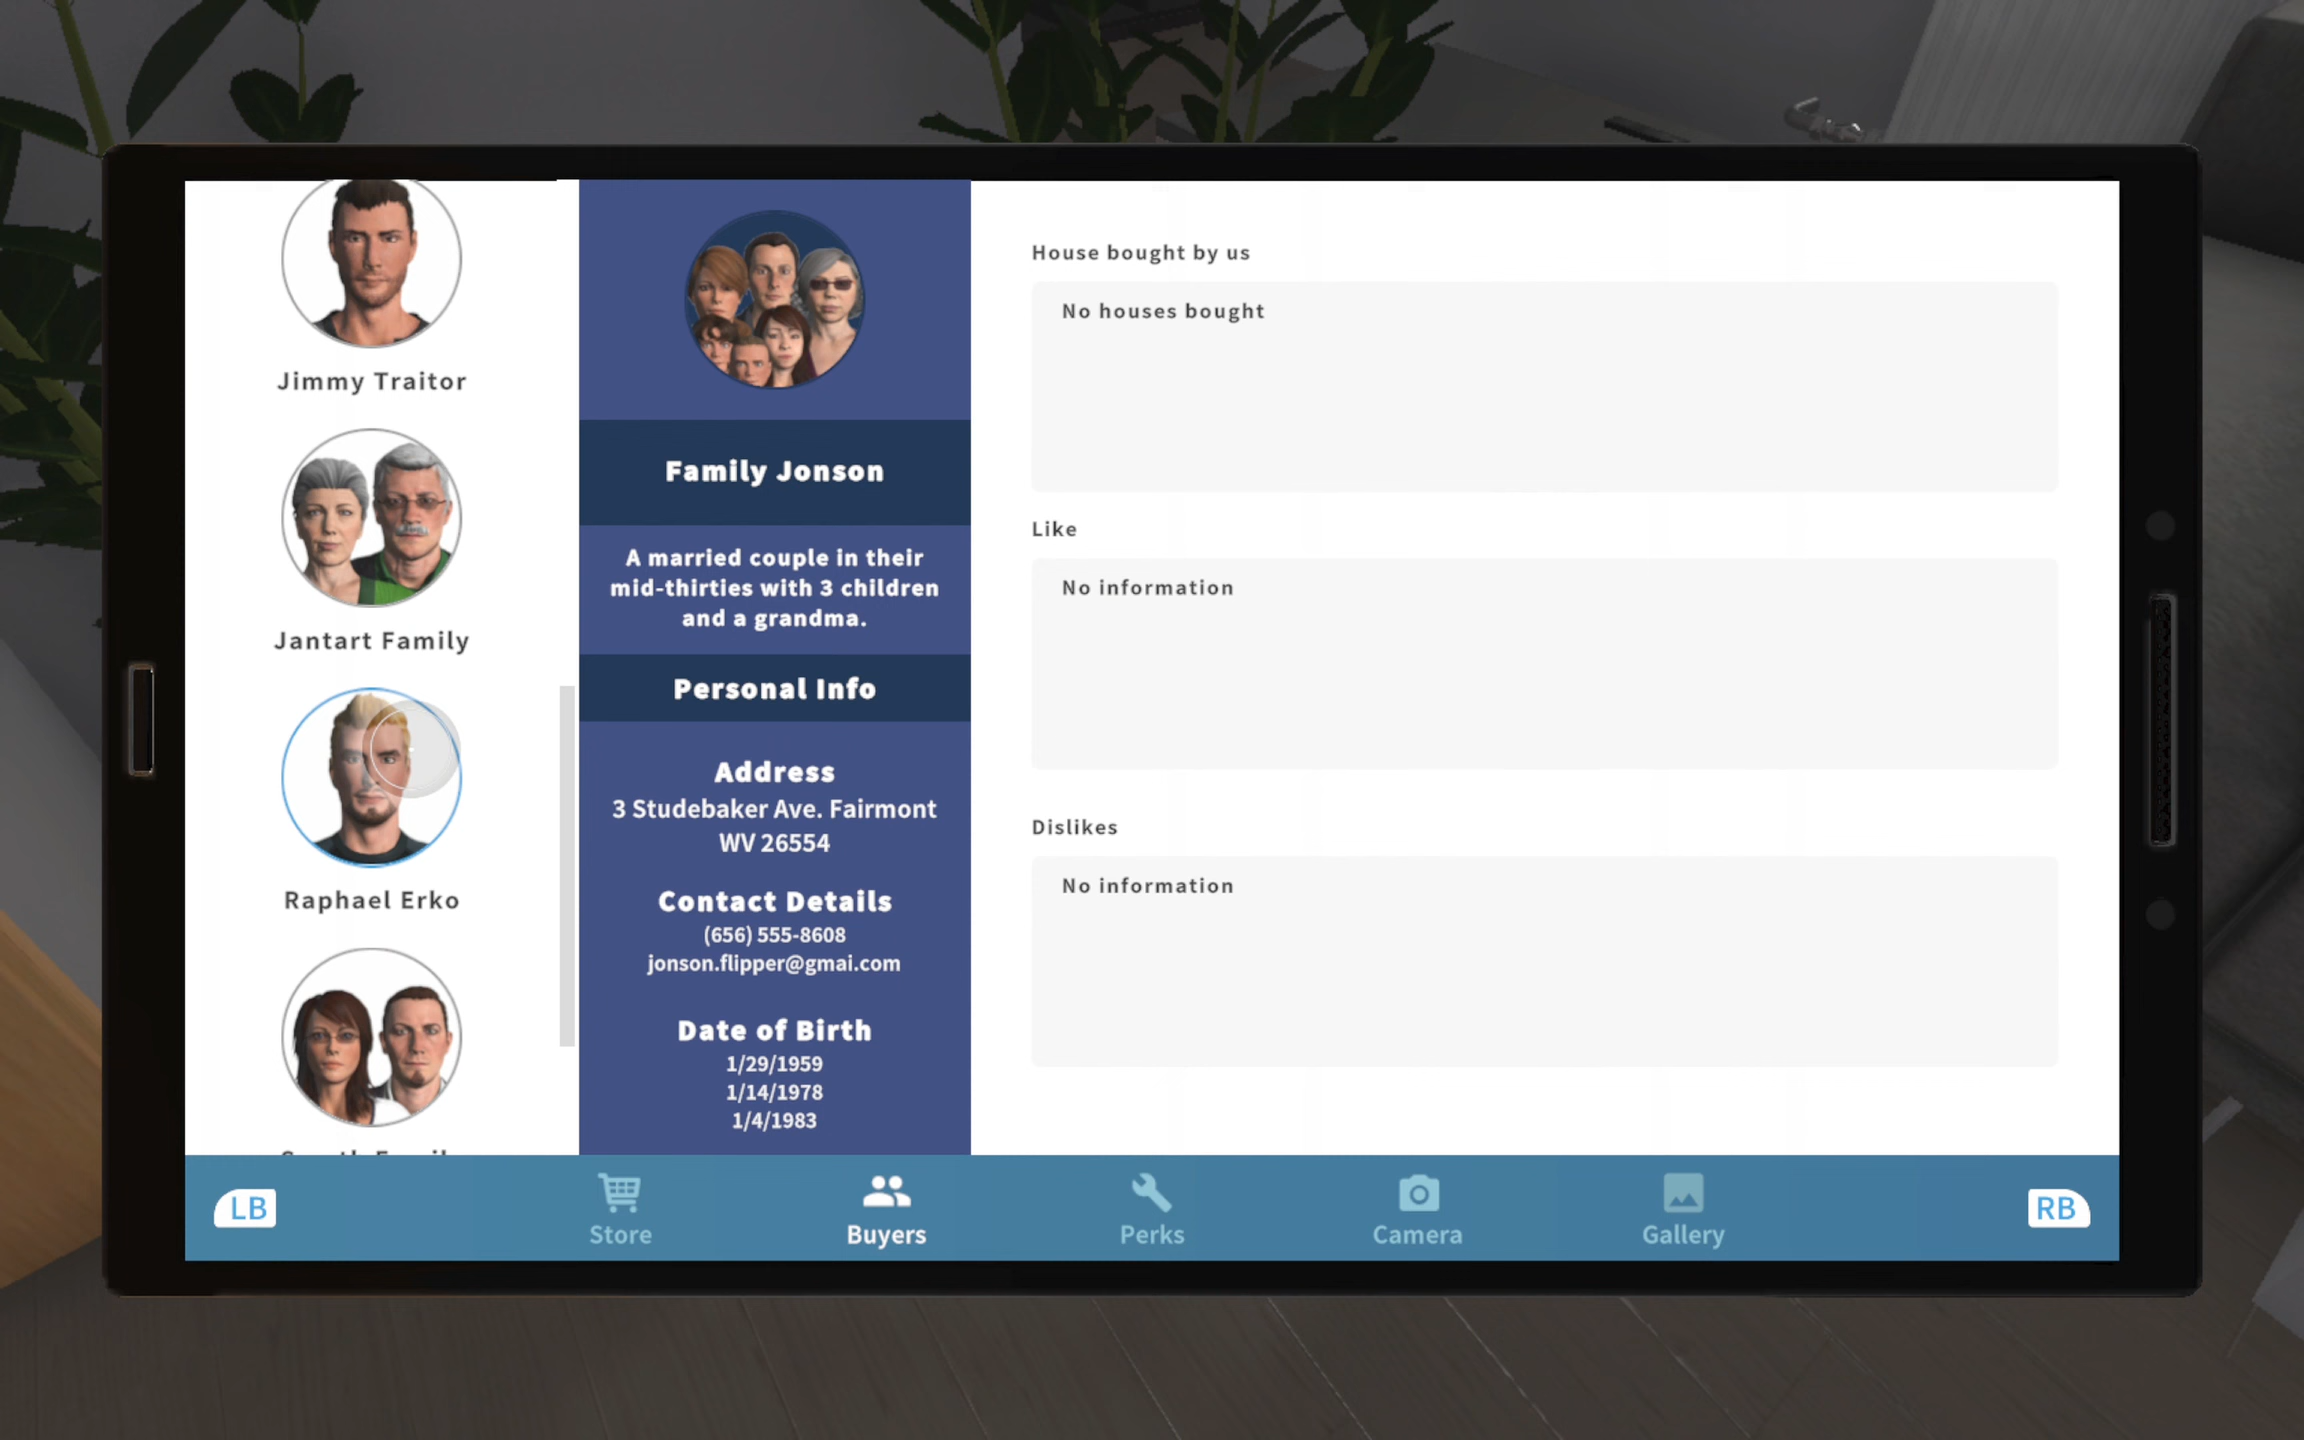 Jimmy Traitor
Jantart Family
Raphael Erko
Family Jonson
A married couple in their
mid-thirties with 3 children
and a grandma.
Personal Info
Address
3 Studebaker Ave. Fairmont
WV 26554
Contact Details
(656) 555-8608
jonson.flipper@gmai.com
Date of Birth
1/29/1959
1/14/1978
1/4/1983
House bought by us
No houses bought
Like
No information
Dislikes
No information
LB
Store
Buyers
Perks
Camera
Gallery
RB